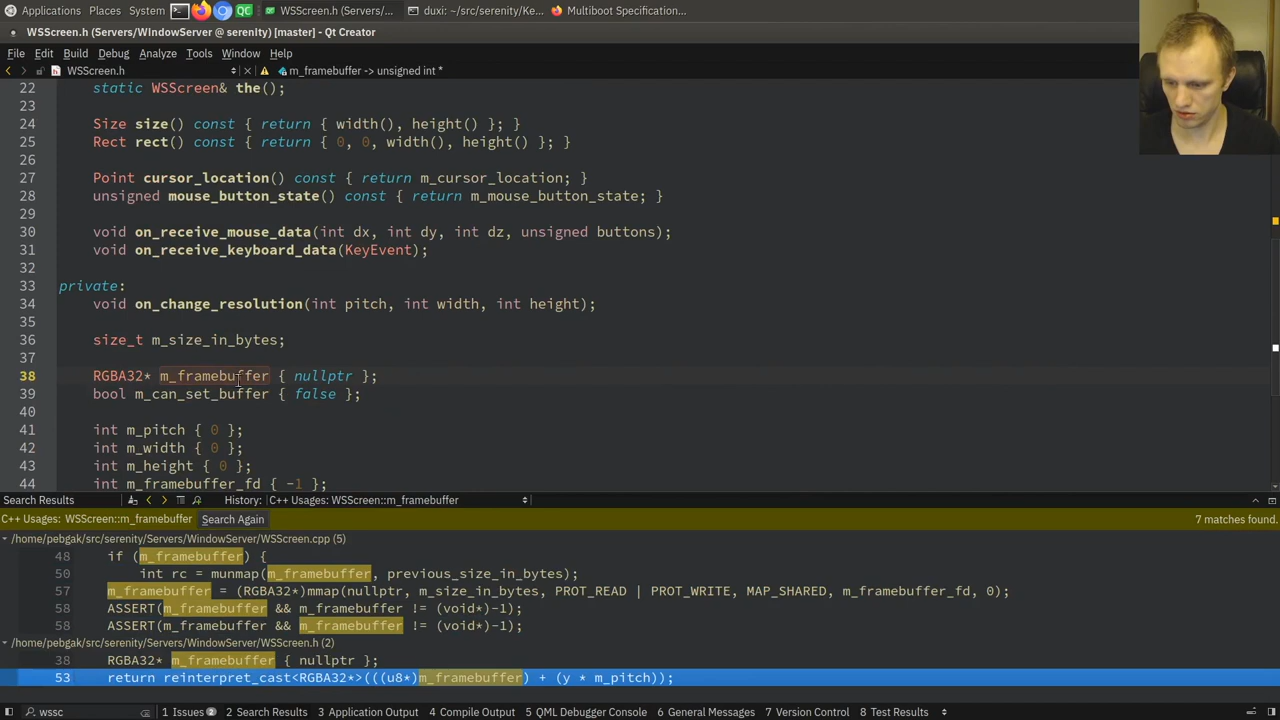 Applications Places System WSScreen.h (Servers/... duxi: ~/src/serenity/Ke... Multiboot Specification...
WSScreen.h (Servers/WindowServer @ serenity) [master] - Qt Creator
File Edit Build Debug Analyze Tools Window Help
WSScreen.h m_framebuffer -> unsigned int *
22 static WSScreen& the();
23
24 Size size() const { return { width(), height() }; }
25 Rect rect() const { return { 0, 0, width(), height() }; }
26
27 Point cursor_location() const { return m_cursor_location; }
28 unsigned mouse_button_state() const { return m_mouse_button_state; }
29
30 void on_receive_mouse_data(int dx, int dy, int dz, unsigned buttons);
31 void on_receive_keyboard_data(KeyEvent);
32
33 private:
34 void on_change_resolution(int pitch, int width, int height);
35
36 size_t m_size_in_bytes;
37
38 RGBA32* m_framebuffer { nullptr };
39 bool m_can_set_buffer { false };
40
41 int m_pitch { 0 };
42 int m_width { 0 };
43 int m_height { 0 };
44 int m_framebuffer_fd { -1 };
Search Results History: C++ Usages: WSScreen::m_framebuffer
C++ Usages: WSScreen::m_framebuffer Search Again 7 matches found.
/home/pebgak/src/serenity/Servers/WindowServer/WSScreen.cpp (5)
48 if (m_framebuffer) {
50 int rc = munmap(m_framebuffer, previous_size_in_bytes);
57 m_framebuffer = (RGBA32*)mmap(nullptr, m_size_in_bytes, PROT_READ | PROT_WRITE, MAP_SHARED, m_framebuffer_fd, 0);
58 ASSERT(m_framebuffer && m_framebuffer != (void*)-1);
58 ASSERT(m_framebuffer && m_framebuffer != (void*)-1);
/home/pebgak/src/serenity/Servers/WindowServer/WSScreen.h (2)
38 RGBA32* m_framebuffer { nullptr };
53 return reinterpret_cast<RGBA32*>(((u8*)m_framebuffer) + (y * m_pitch));
wssc 1 Issues 2 2 Search Results 3 Application Output 4 Compile Output 5 QML Debugger Console 6 General Messages 7 Version Control 8 Test Results